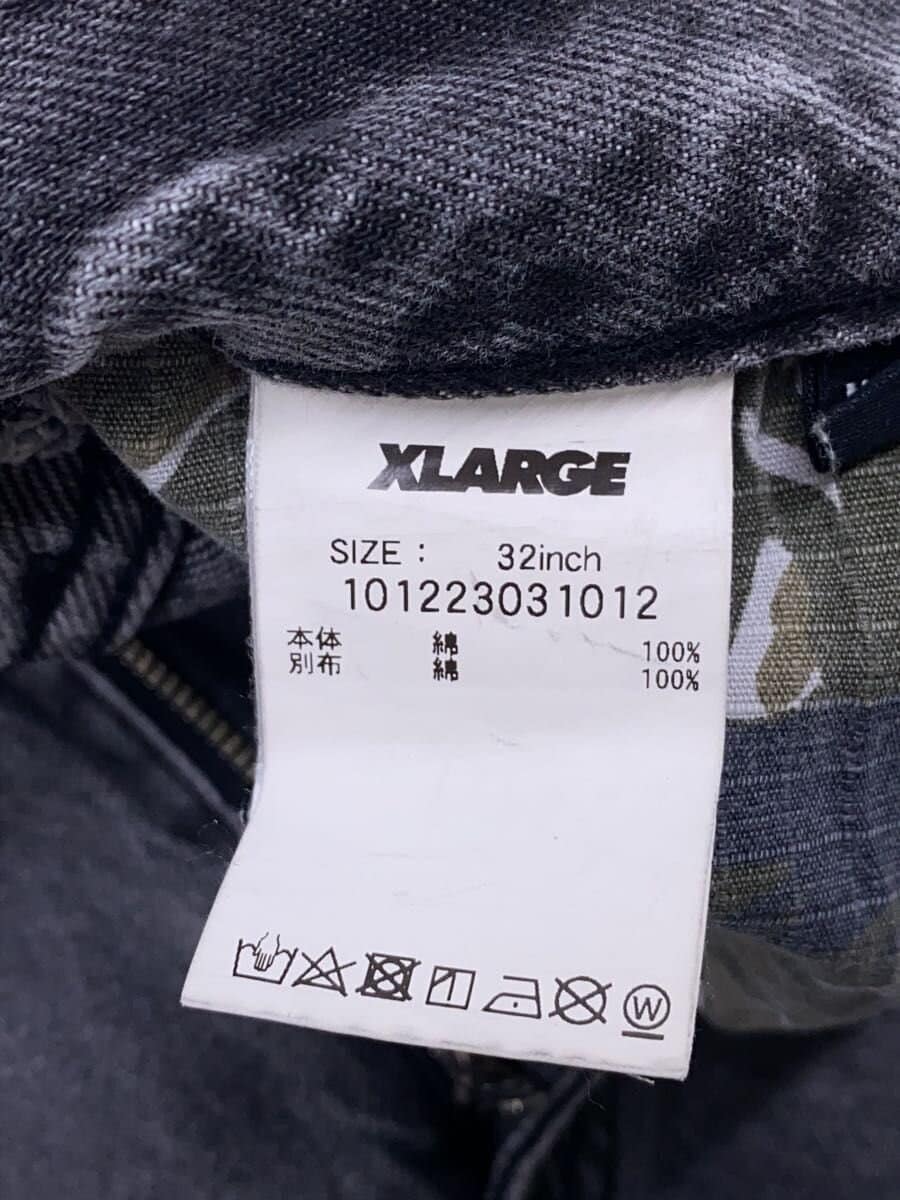 XLARGE
SIZE : 32inch
101223031012
本体 綿 100%
別布 綿 100%
W